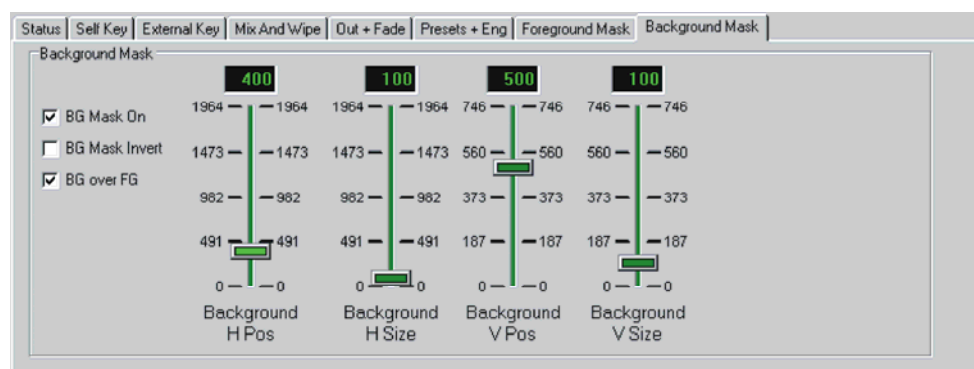 Status Self Key External Key Mix And Wipe Out + Fade Presets + Eng Foreground Mask Background Mask
Background Mask
400 100 500 100
1964 1964 1964 1964 746 746 746 746
BG Mask On
BG Mask Invert
1473 1473 1473 1473 560 560 560 560
BG over FG
982 982 982 982 373 373 373 373
491 491 491 491 187 187 187 187
0 0 0 0 0 0 0 0
Background Background Background Background
H Pos H Size V Pos V Size